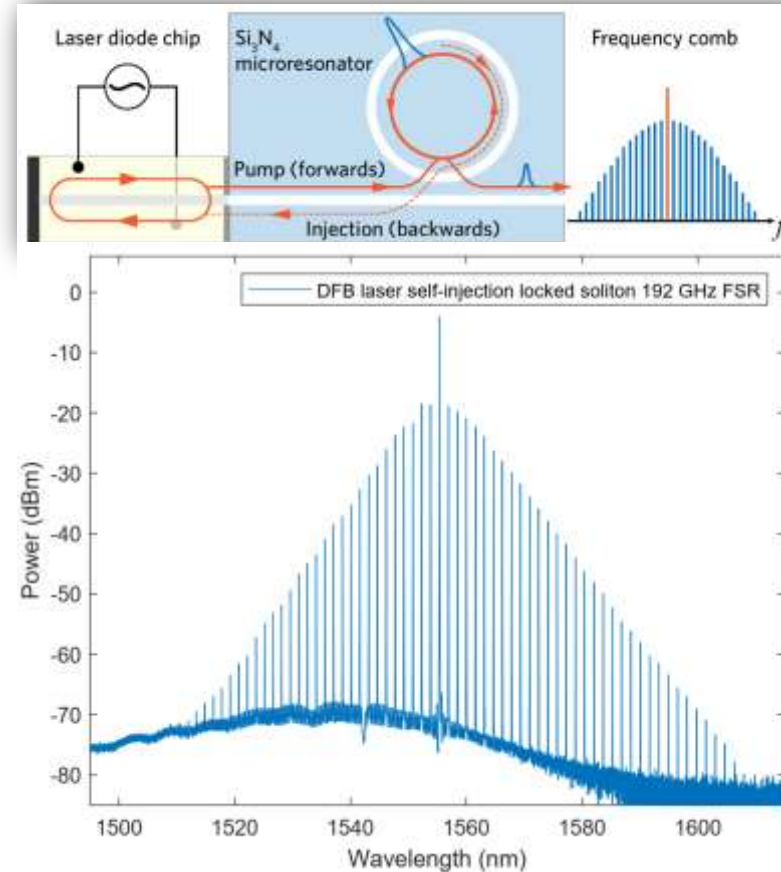 Laser diode chip
Si₃N₄
microresonator
Frequency comb
Pump (forwards)
Injection (backwards)
f
DFB laser self-injection locked soliton 192 GHz FSR
0
-10
-20
-30
-40
-50
-60
-70
-80
Power (dBm)
1500 1520 1540 1560 1580 1600
Wavelength (nm)